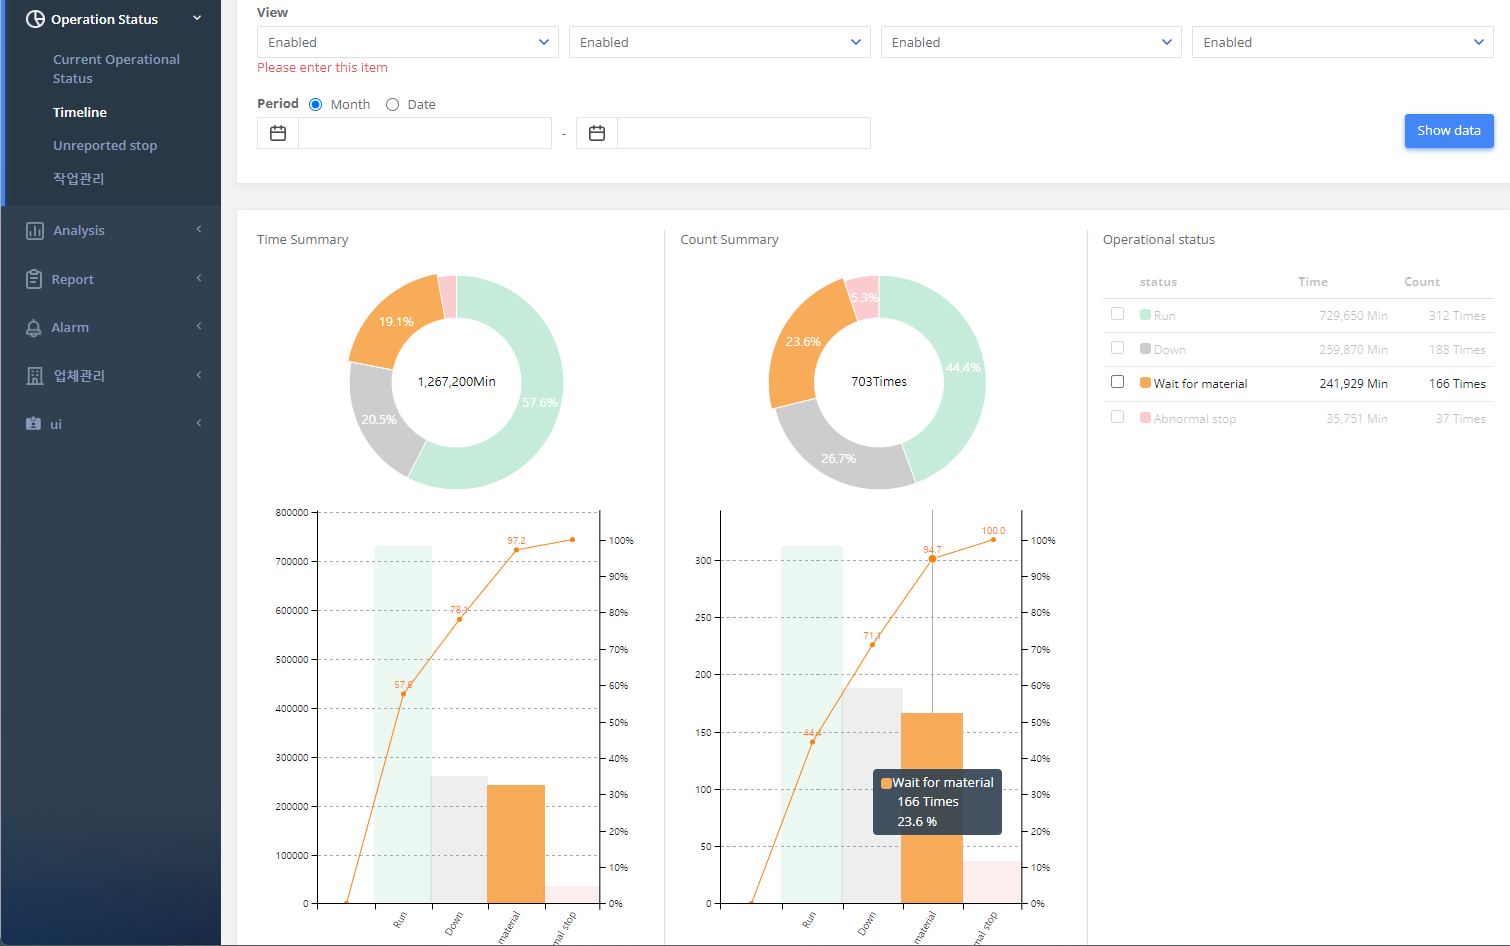 Operation Status
Current Operational
Status
Timeline
Unreported stop
작업관리
Analysis
Report
Alarm
업체관리
ui
View
Enabled
Enabled
Enabled
Enabled
Please enter this item
Period
Month
Date
-
Show data
Time Summary
19.1%
20.5%
57.6%
1,267,200Min
800000
700000
600000
500000
400000
300000
200000
100000
0
57.6
78.1
97.2
100%
90%
80%
70%
60%
50%
40%
30%
20%
10%
0%
Run
Down
material
mal stop
Count Summary
5.3%
23.6%
44.4%
26.7%
703Times
300
250
200
150
100
50
0
44.4
71.1
94.7
100.0
Wait for material
166 Times
23.6 %
100%
90%
80%
70%
60%
50%
40%
30%
20%
10%
0%
Run
Down
material
mal stop
Operational status
status Time Count
Run 729,650 Min 312 Times
Down 259,870 Min 188 Times
Wait for material 241,929 Min 166 Times
Abnormal stop 35,751 Min 37 Times